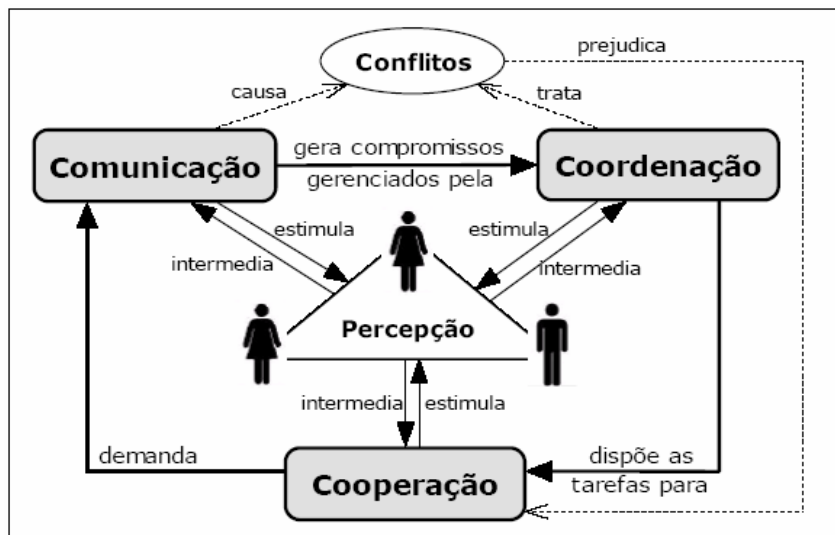 prejudica
Conflitos
causa
trata
Comunicação
gera compromissos
gerenciados pela
Coordenação
estimula
intermedia
estimula
intermedia
Percepção
intermedia
estimula
demanda
dispõe as
tarefas para
Cooperação